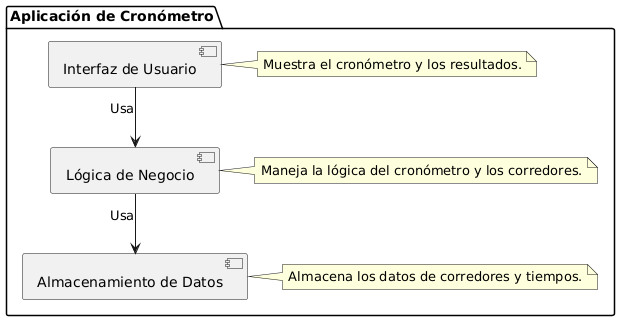 Aplicación de Cronómetro
Interfaz de Usuario
Muestra el cronómetro y los resultados.
Usa
Lógica de Negocio
Maneja la lógica del cronómetro y los corredores.
Usa
Almacenamiento de Datos
Almacena los datos de corredores y tiempos.